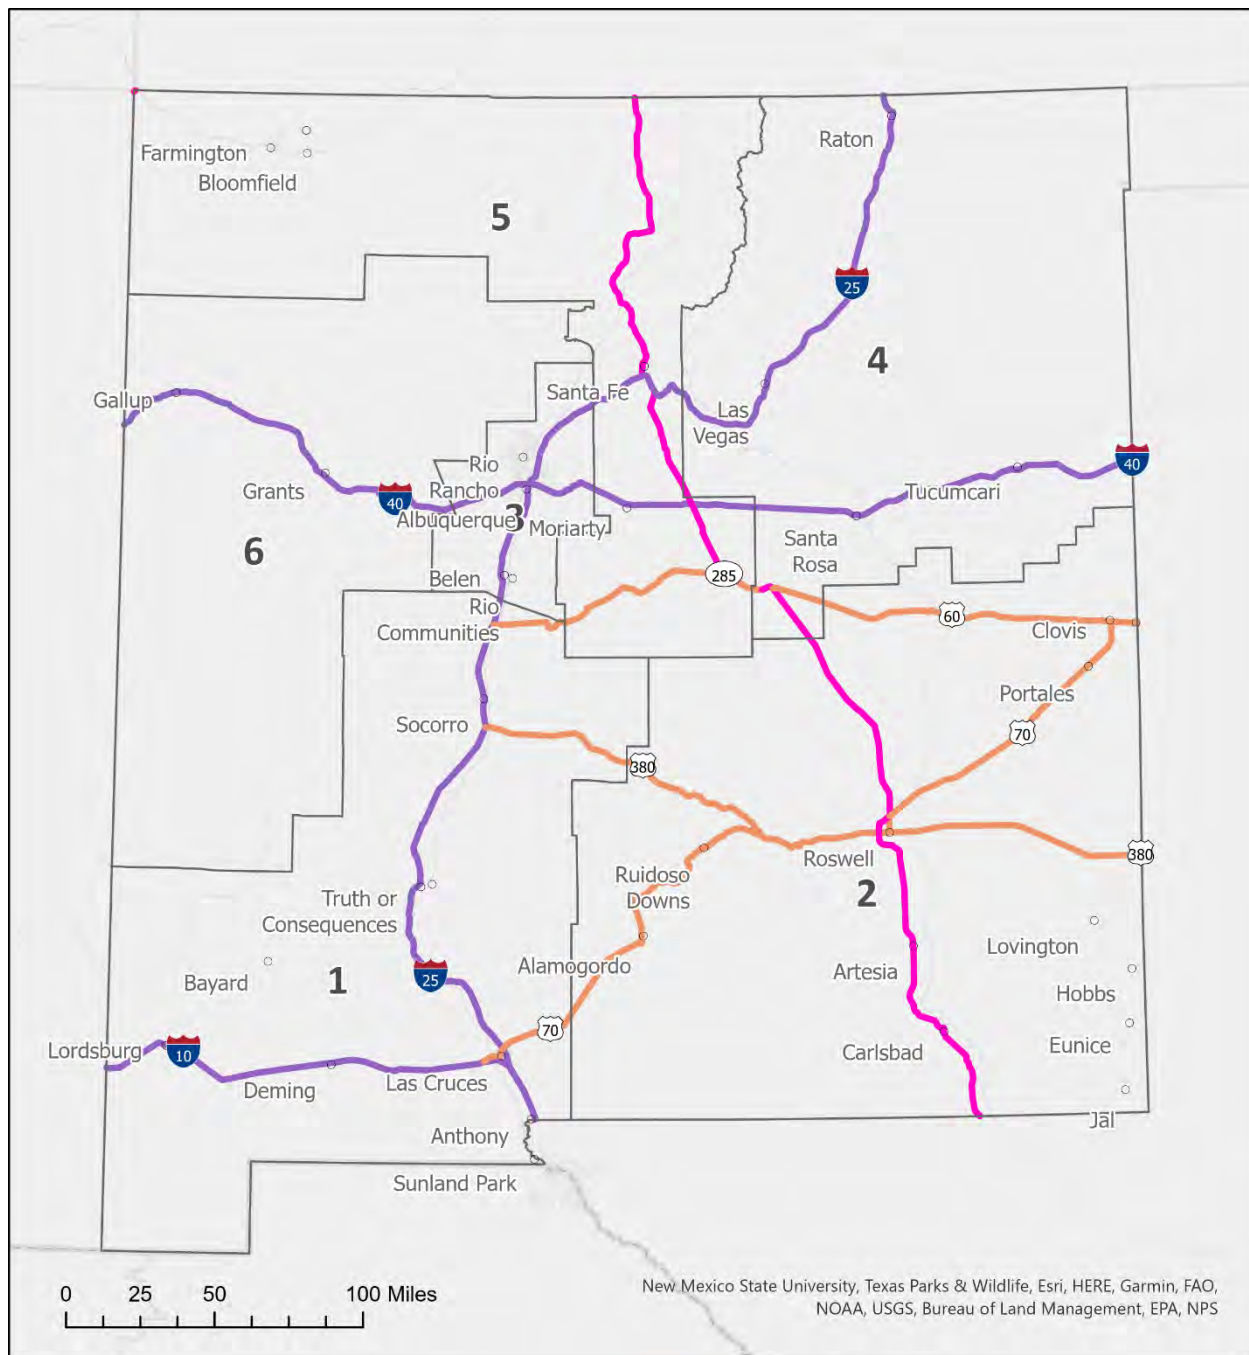 Raton
Farmington
Bloomfield
5
25
4
Gallup
Santa Fe
Las
Vegas
Rio
Rancho
40
Grants
40
Tucumcari
Albuquerque
3
Moriarty
Santa
Rosa
6
Belen
285
Rio
Communities
60
Clovis
Portales
Socorro
70
380
Roswell
380
Ruidoso
Downs
2
Truth or
Consequences
Lovington
Alamogordo
Artesia
Bayard
1
25
Hobbs
70
Lordsburg
10
Carlsbad
Eunice
Deming
Las Cruces
Jal
Anthony
Sunland Park
0 25 50 100 Miles
New Mexico State University, Texas Parks & Wildlife, Esri, HERE, Garmin, FAO,
NOAA, USGS, Bureau of Land Management, EPA, NPS